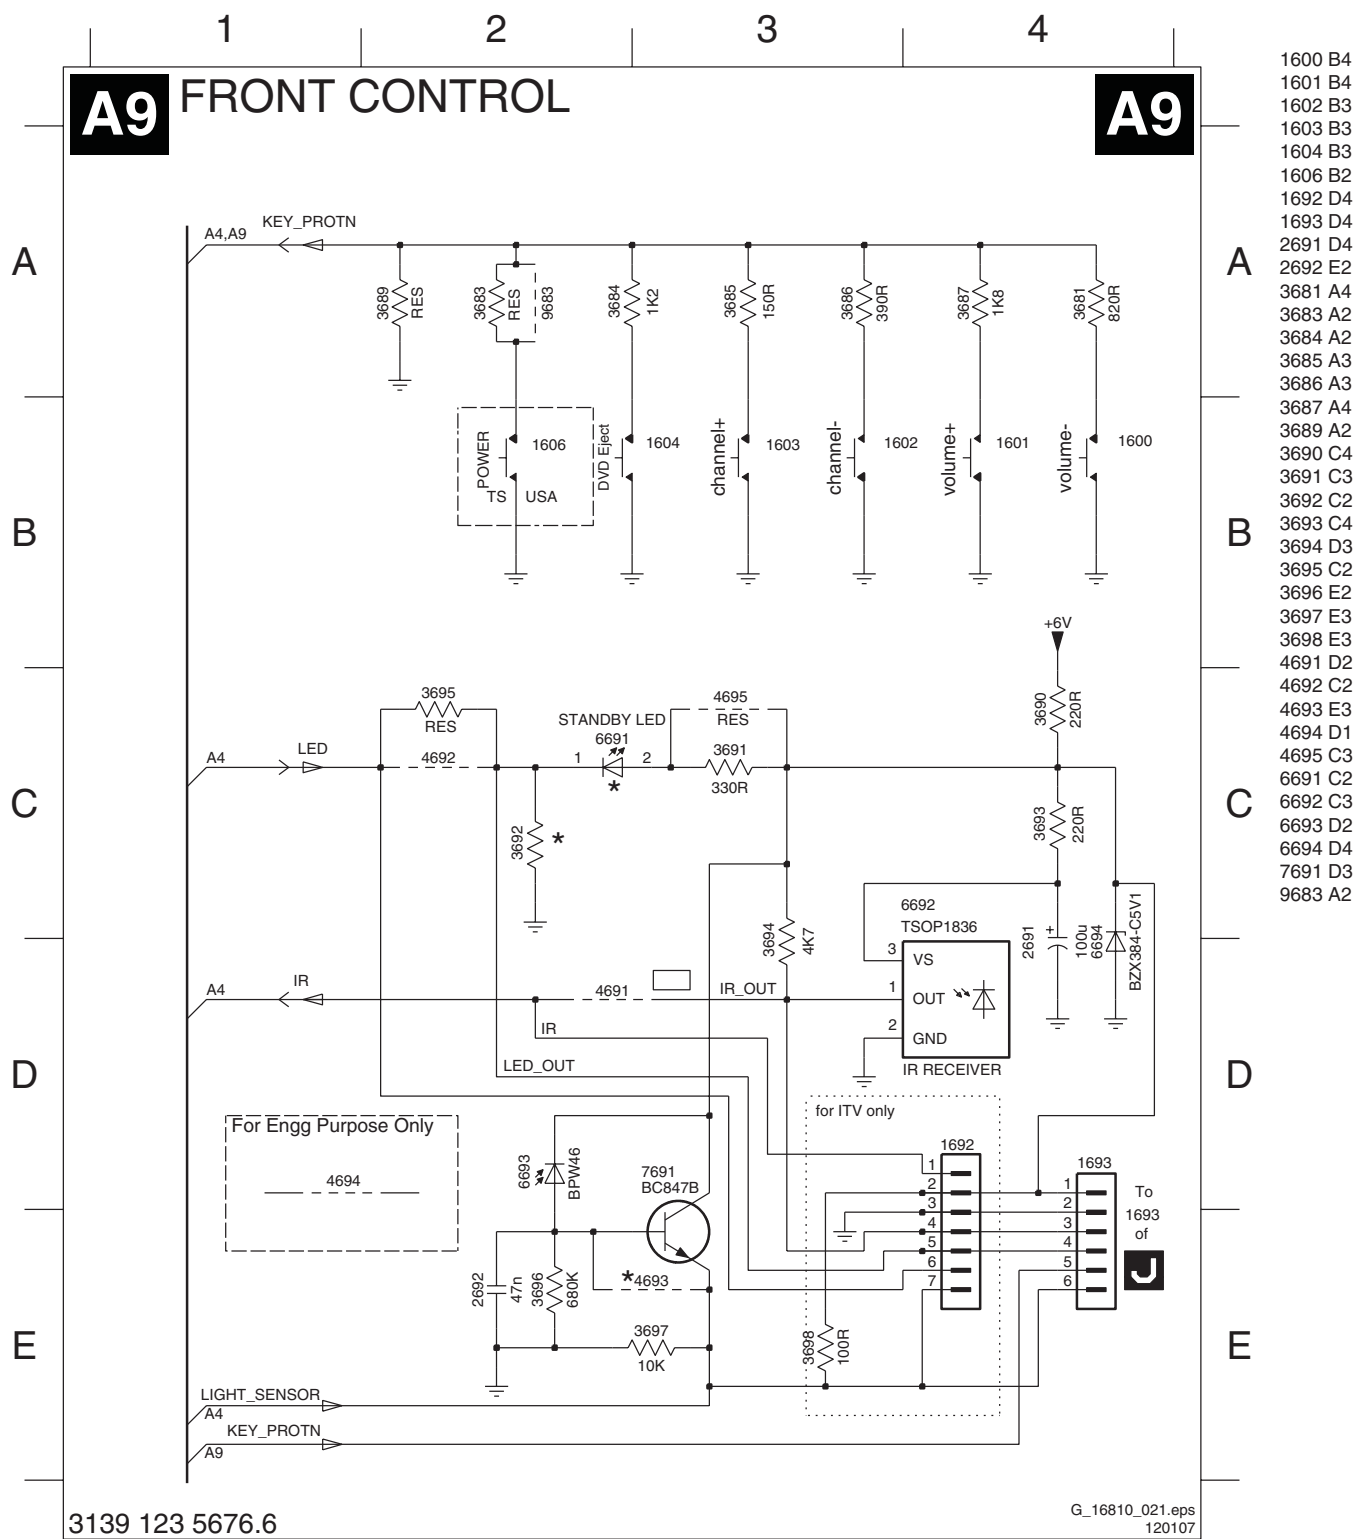 1 2 3 4
A9 FRONT CONTROL A9
A A
KEY_PROTN
A4,A9
3689 RES
3683 RES
9683
3684 1K2
3685 150R
3686 390R
3687 1K8
3681 820R
B B
POWER 1606
TS USA
DVD Eject 1604
channel+ 1603
channel- 1602
volume+ 1601
volume- 1600
+6V
C C
3695
RES
4692
A4 LED
STANDBY LED
6691
1 2
*
3692 *
4695
RES
3691
330R
3690 220R
3693 220R
3694 4K7
6692
TSOP1836
3 VS
1 OUT
2 GND
IR RECEIVER
2691 + 100u
6694 BZX384-C5V1
D D
A4 IR
4691
IR_OUT
IR
LED_OUT
For Engg Purpose Only
4694
6693 BPW46
7691
BC847B
for ITV only
1692
1
2
3
4
5
6
7
1693
1
2
3
4
5
6
To
1693
of
J
E E
2692 47n
3696 680K
*4693
3697
10K
3698 100R
LIGHT_SENSOR
A4
KEY_PROTN
A9
3139 123 5676.6
G_16810_021.eps
120107
1600 B4
1601 B4
1602 B3
1603 B3
1604 B3
1606 B2
1692 D4
1693 D4
2691 D4
2692 E2
3681 A4
3683 A2
3684 A2
3685 A3
3686 A3
3687 A4
3689 A2
3690 C4
3691 C3
3692 C2
3693 C4
3694 D3
3695 C2
3696 E2
3697 E3
3698 E3
4691 D2
4692 C2
4693 E3
4694 D1
4695 C3
6691 C2
6692 C3
6693 D2
6694 D4
7691 D3
9683 A2